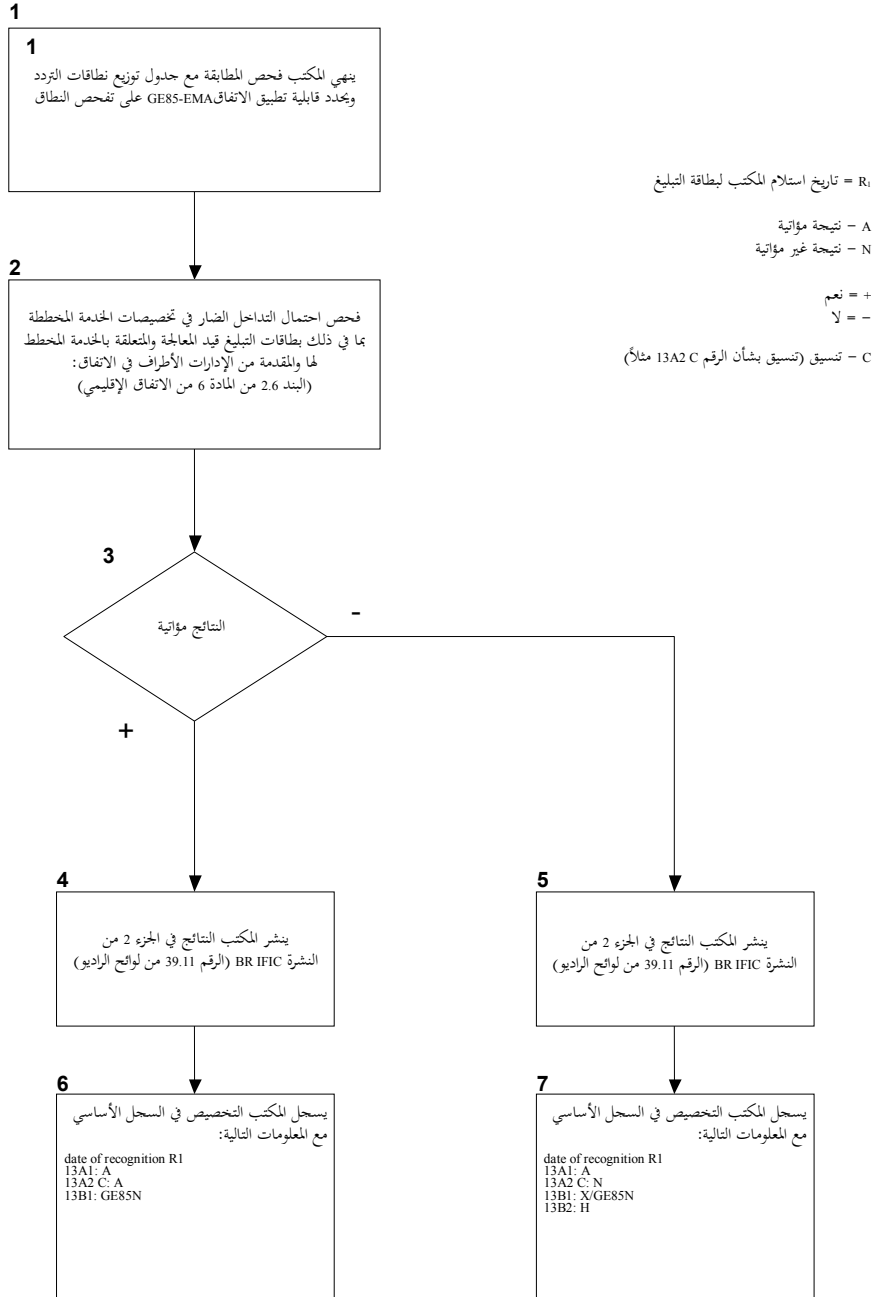 1
1
ينهي المكتب فحص المطابقة مع جدول توزيع نطاقات التردد
ويحدد قابلية تطبيق الاتفاقGE85-EMA على تفحص النطاق
R₁ = تاريخ استلام المكتب لبطاقة التبليغ
A – نتيجة مؤاتية
N – نتيجة غير مؤاتية
+ = نعم
– = لا
C – تنسيق (تنسيق بشأن الرقم 13A2 C مثلاً)
2
فحص احتمال التداخل الضار في تخصيصات الخدمة المخططة
بما في ذلك بطاقات التبليغ قيد المعالجة والمتعلقة بالخدمة المخطط
لها والمقدمة من الإدارات الأطراف في الاتفاق:
(البند 2.6 من المادة 6 من الاتفاق الإقليمي)
3
النتائج مؤاتية
-
+
4
ينشر المكتب النتائج في الجزء 2 من
النشرة BR IFIC (الرقم 39.11 من لوائح الراديو)
5
ينشر المكتب النتائج في الجزء 2 من
النشرة BR IFIC (الرقم 39.11 من لوائح الراديو)
6
يسجل المكتب التخصيص في السجل الأساسي
مع المعلومات التالية:
date of recognition R1
13A1: A
13A2 C: A
13B1: GE85N
7
يسجل المكتب التخصيص في السجل الأساسي
مع المعلومات التالية:
date of recognition R1
13A1: A
13A2 C: N
13B1: X/GE85N
13B2: H